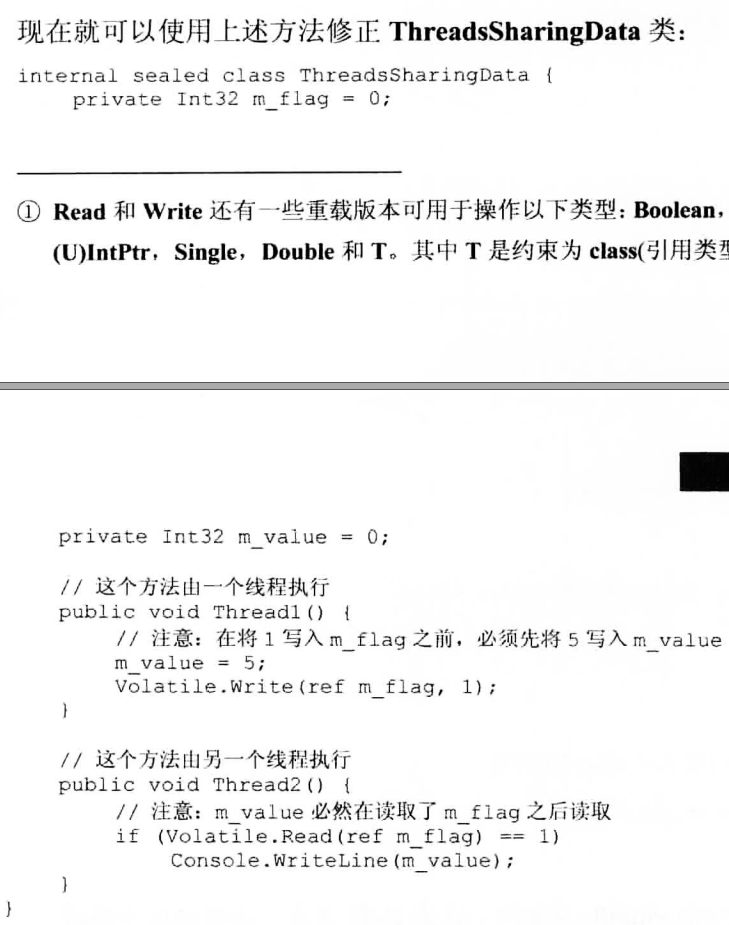 现在就可以使用上述方法修正 ThreadsSharingData 类：
internal sealed class ThreadsSharingData {
private Int32 m_flag = 0;
① Read 和 Write 还有一些重载版本可用于操作以下类型：Boolean，
(U)IntPtr，Single，Double 和 T。其中 T 是约束为 class(引用类
private Int32 m_value = 0;
// 这个方法由一个线程执行
public void Thread1() {
// 注意：在将 1 写入 m_flag 之前，必须先将 5 写入 m_value
m_value = 5;
Volatile.Write(ref m_flag, 1);
}
// 这个方法由另一个线程执行
public void Thread2() {
// 注意：m_value 必然在读取了 m_flag 之后读取
if (Volatile.Read(ref m_flag) == 1)
Console.WriteLine(m_value);
}
}